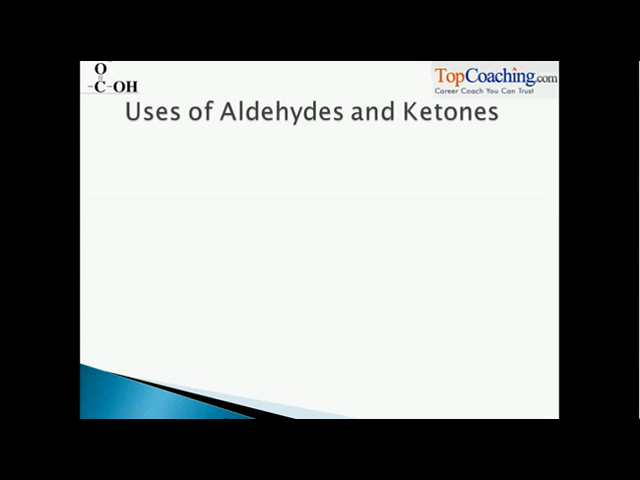 O
-C-OH
TopCoaching.com
Career Coach You Can Trust
Uses of Aldehydes and Ketones